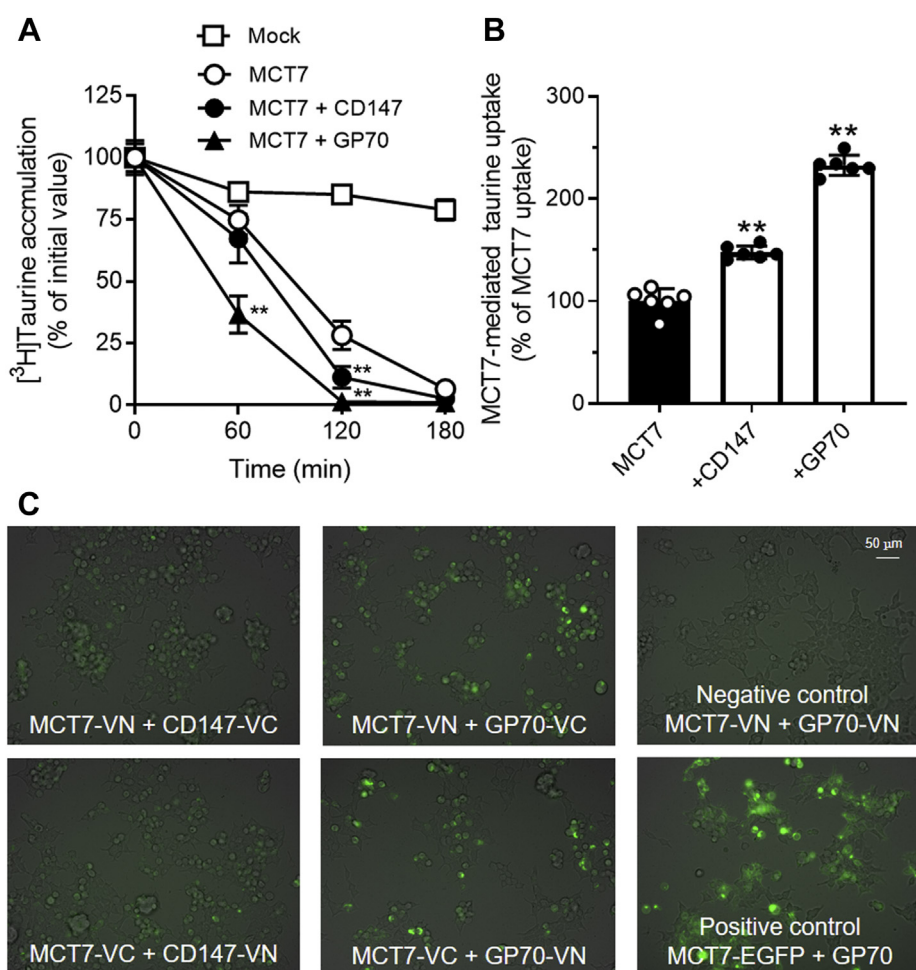 A
Mock
MCT7
MCT7 + CD147
MCT7 + GP70
125
100
75
50
25
0
[³H]Taurine accmulation
(% of initial value)
**
**
**
0 60 120 180
Time (min)
B
MCT7-mediated taurine uptake
(% of MCT7 uptake)
300
200
100
0
**
**
MCT7
+CD147
+GP70
C
MCT7-VN + CD147-VC
MCT7-VN + GP70-VC
50 μm
Negative control
MCT7-VN + GP70-VN
MCT7-VC + CD147-VN
MCT7-VC + GP70-VN
Positive control
MCT7-EGFP + GP70